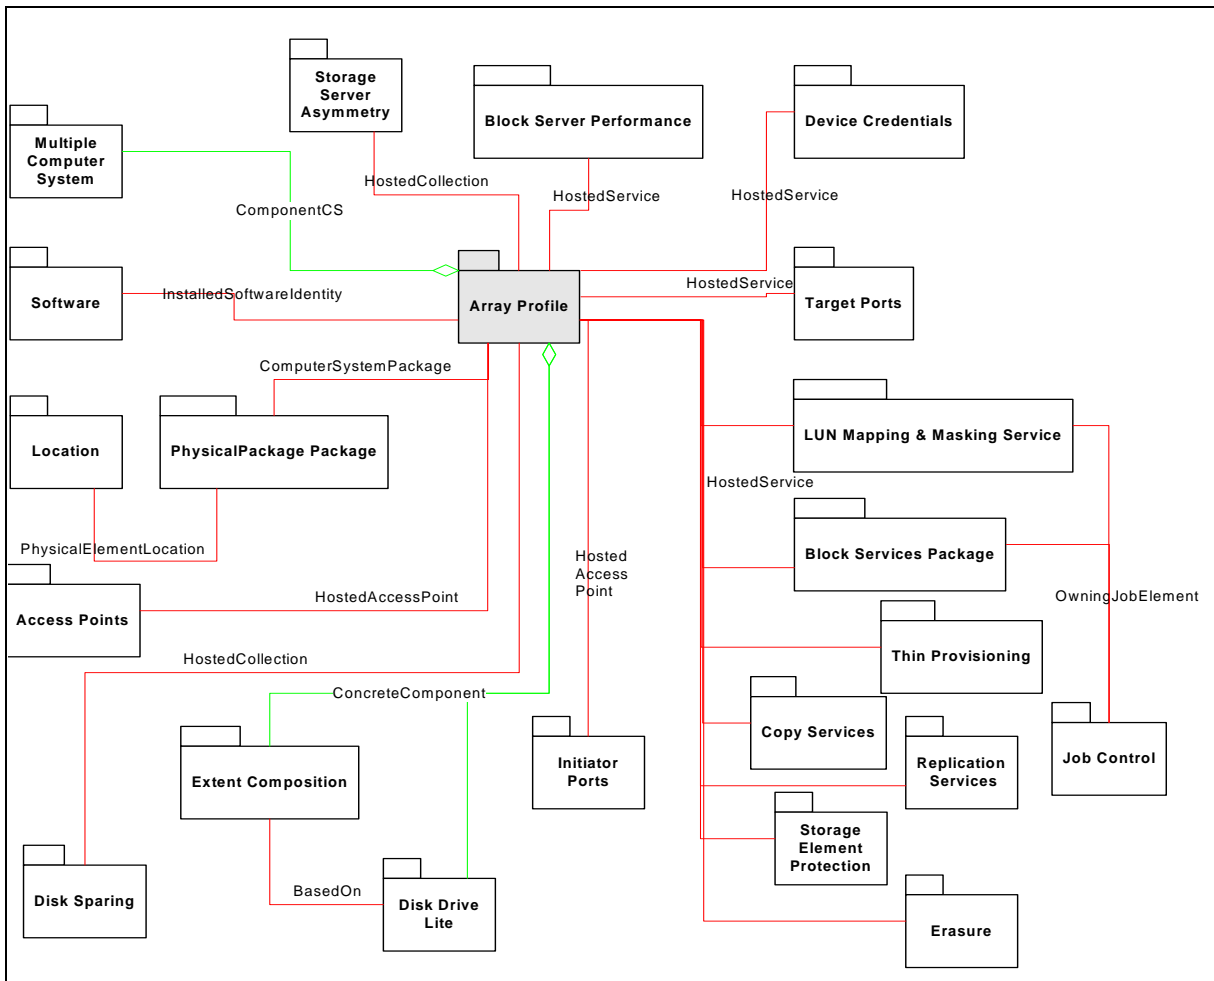 Storage
Server
Asymmetry
Block Server Performance
Device Credentials
Multiple
Computer
System
HostedCollection
HostedService
HostedService
ComponentCS
Software
InstalledSoftwareIdentity
Array Profile
HostedService
Target Ports
ComputerSystemPackage
Location
PhysicalPackage Package
LUN Mapping & Masking Service
HostedService
PhysicalElementLocation
Hosted
Access
Point
Block Services Package
Access Points
HostedAccessPoint
OwningJobElement
HostedCollection
Thin Provisioning
ConcreteComponent
Extent Composition
Initiator
Ports
Copy Services
Replication
Services
Job Control
Storage
Element
Protection
Disk Sparing
BasedOn
Disk Drive
Lite
Erasure